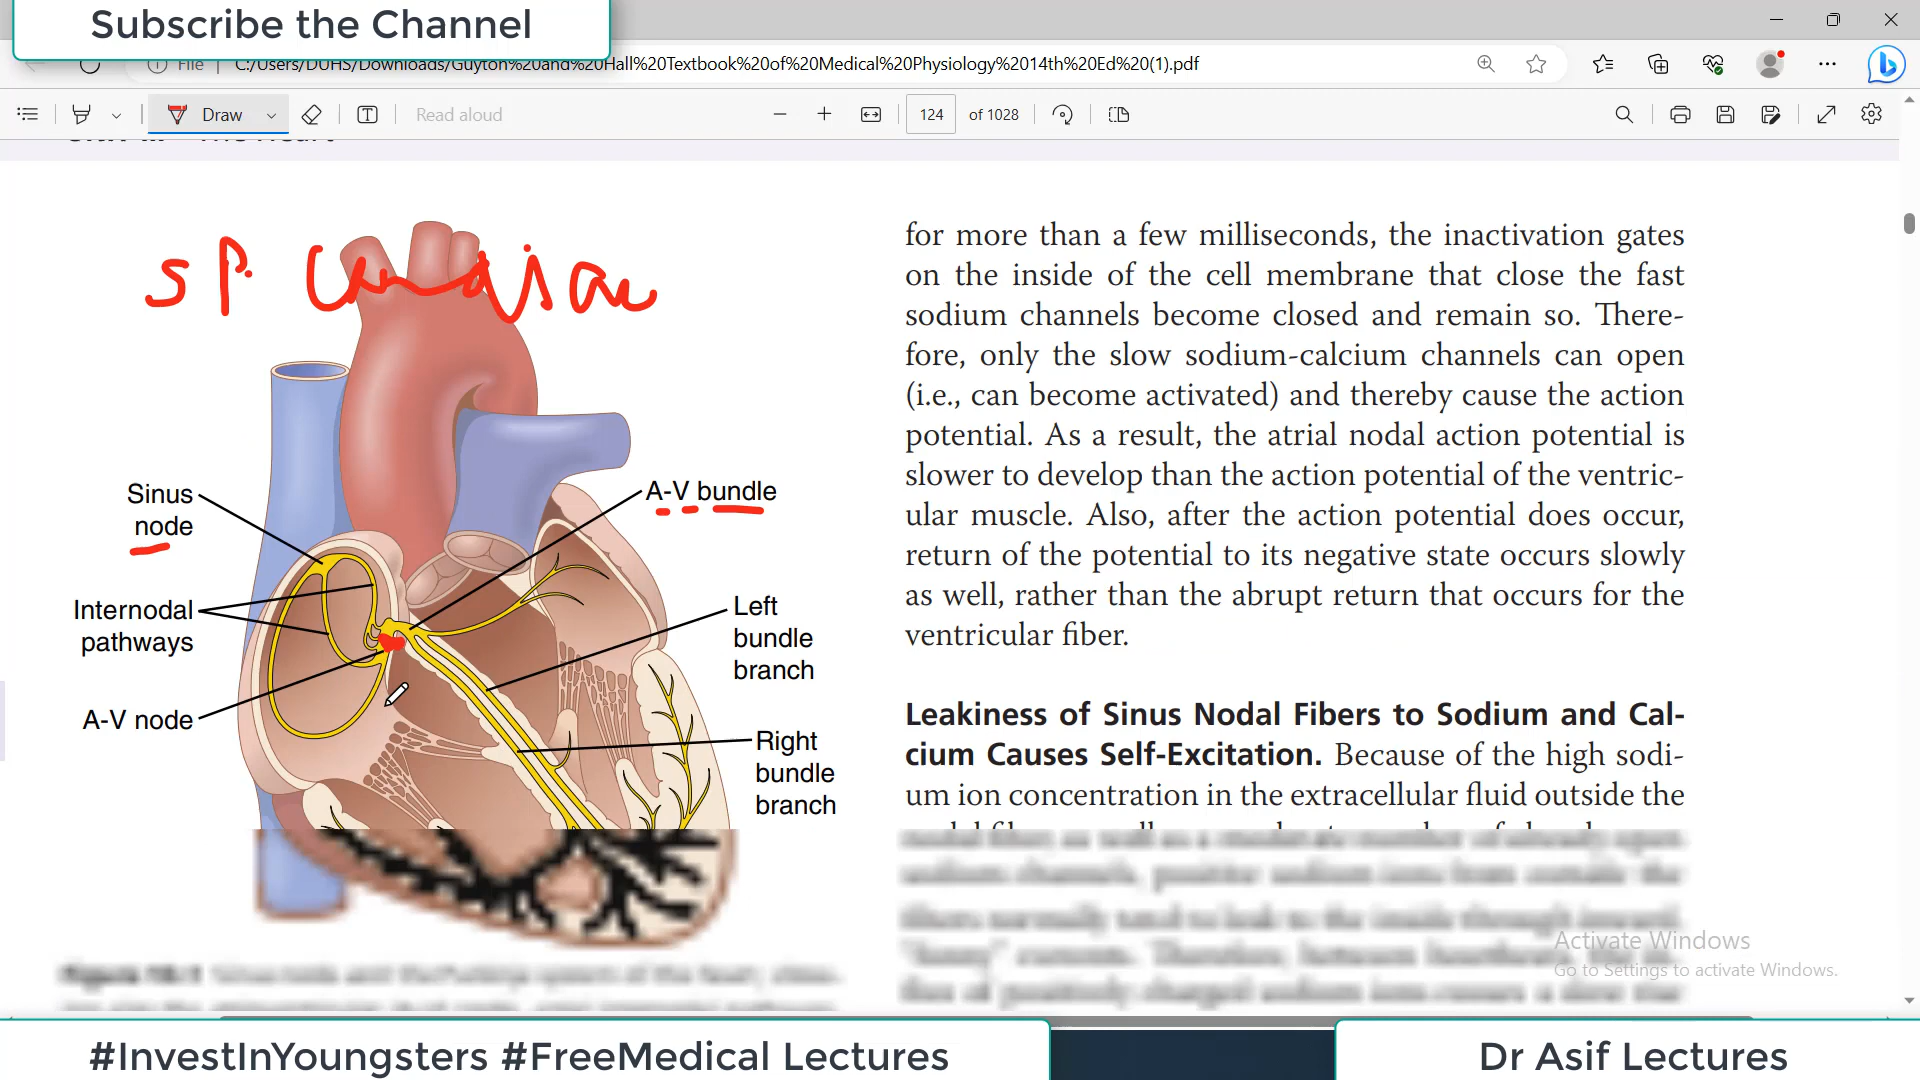 Subscribe the Channel
File
C:/Users/DUHS/Downloads/Guyton%20and%20Hall%20Textbook%20of%20Medical%20Physiology%2014th%20Ed%20(1).pdf
Draw
Read aloud
124 of 1028
The Heart
SP. Cardiac
Sinus
node
Internodal
pathways
A-V node
A-V bundle
Left
bundle
branch
Right
bundle
branch
for more than a few milliseconds, the inactivation gates
on the inside of the cell membrane that close the fast
sodium channels become closed and remain so. There-
fore, only the slow sodium-calcium channels can open
(i.e., can become activated) and thereby cause the action
potential. As a result, the atrial nodal action potential is
slower to develop than the action potential of the ventric-
ular muscle. Also, after the action potential does occur,
return of the potential to its negative state occurs slowly
as well, rather than the abrupt return that occurs for the
ventricular fiber.
Leakiness of Sinus Nodal Fibers to Sodium and Cal-
cium Causes Self-Excitation. Because of the high sodi-
um ion concentration in the extracellular fluid outside the
Activate Windows
Go to Settings to activate Windows.
#InvestInYoungsters #FreeMedical Lectures
Dr Asif Lectures